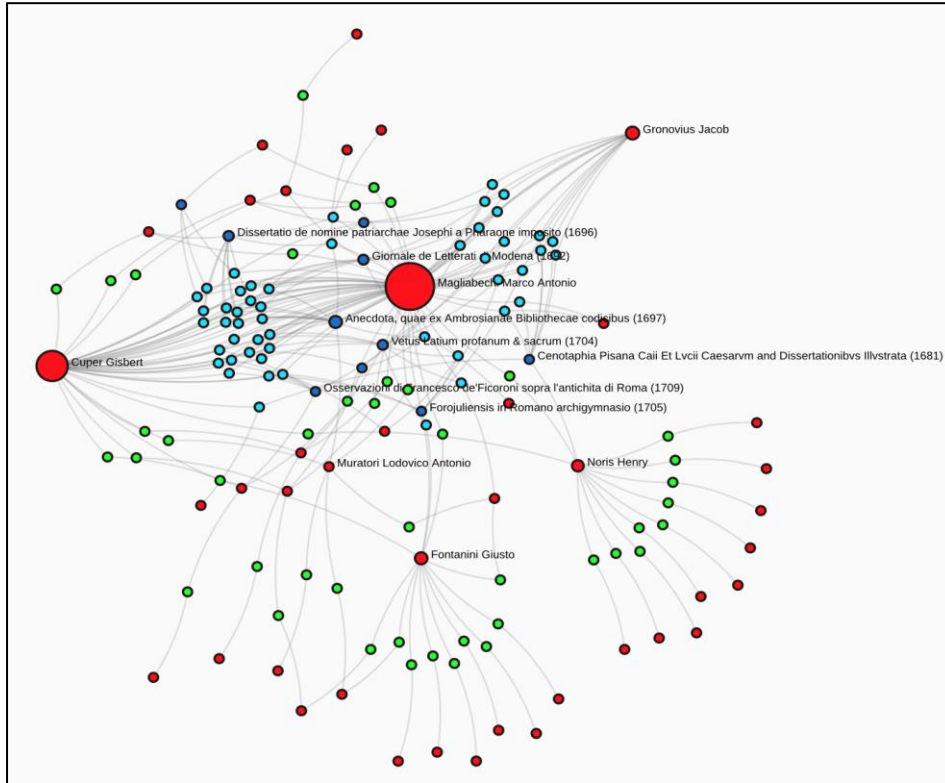 Gronovius Jacob
Dissertatio de nomine patriarchae Josephi a Pharaone imposito (1696)
Giornale de Letterati di Modena (1692)
Magliabechi Marco Antonio
Anecdota, quae ex Ambrosianae Bibliothecae codicibus (1697)
Vetus Latium profanum & sacrum (1704)
Cenotaphia Pisana Caii Et Lvcii Caesarvm and Dissertationibvs Illvstrata (1681)
Cuper Gisbert
Osservazioni di Francesco de'Ficoroni sopra l'antichita di Roma (1709)
Forojuliensis in Romano archigymnasio (1705)
Muratori Lodovico Antonio
Noris Henry
Fontanini Giusto